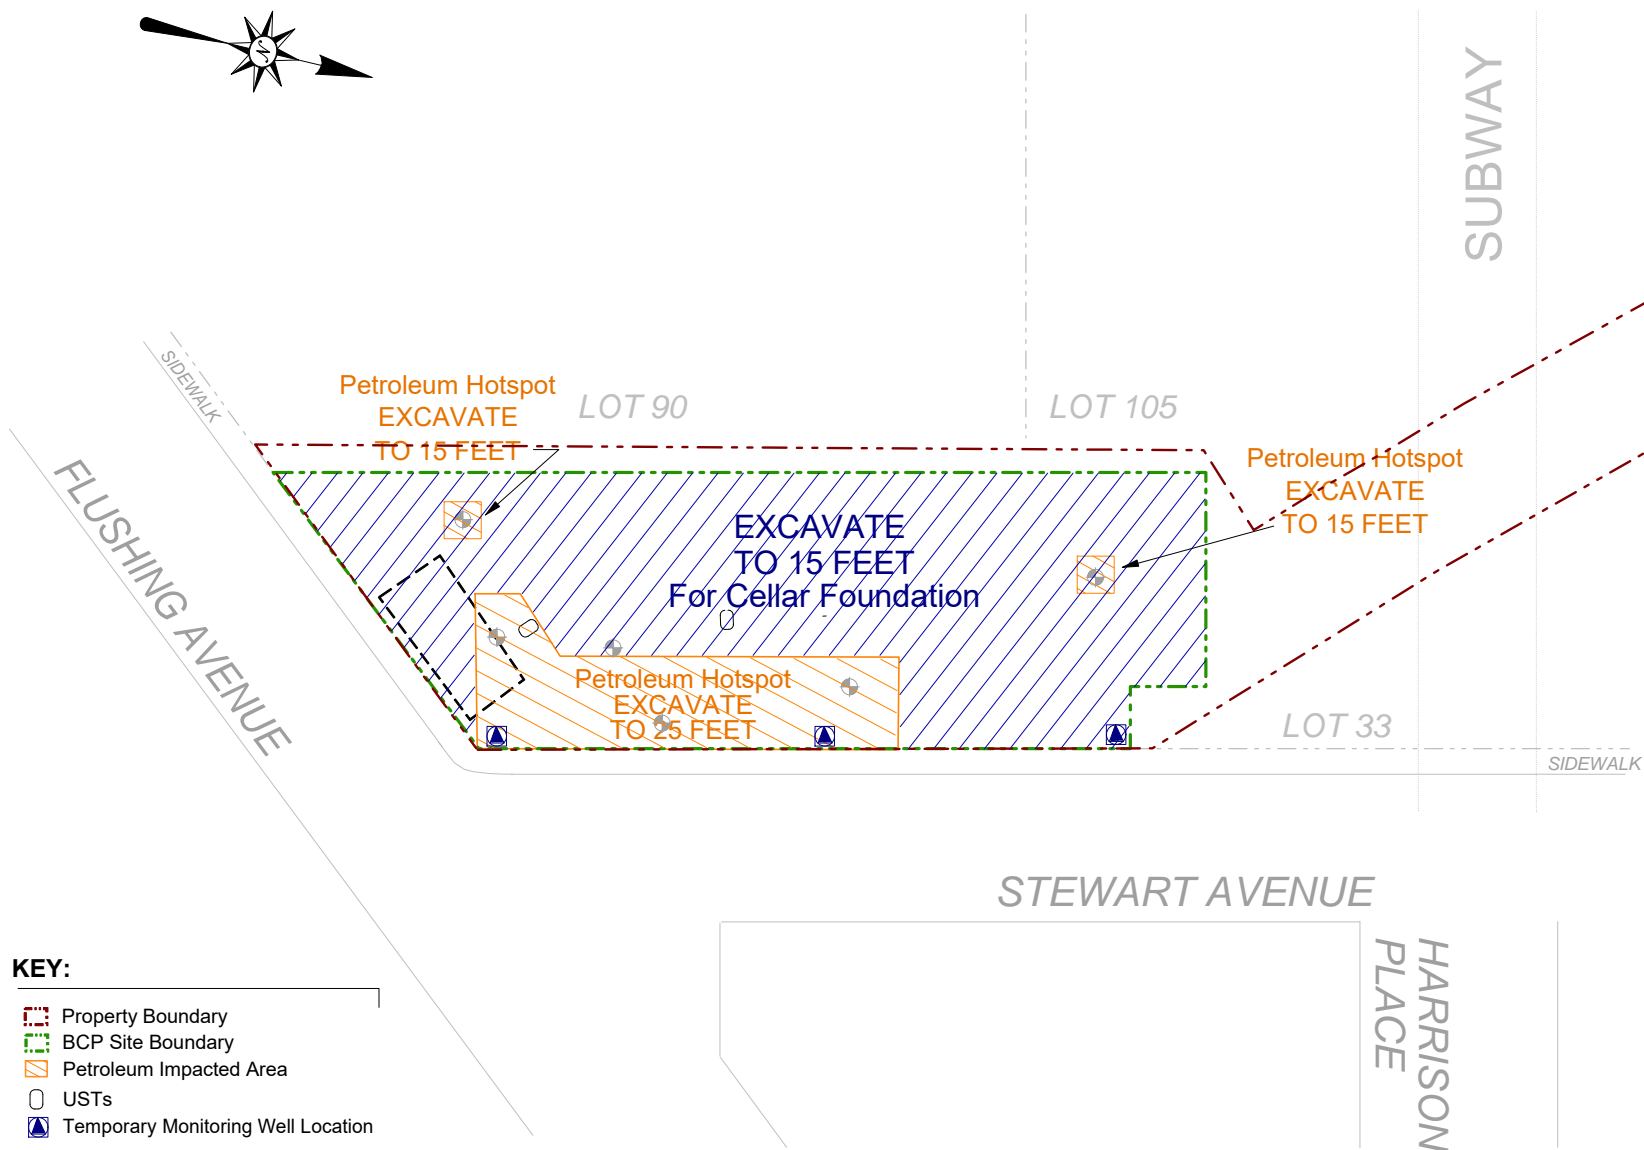 N
SUBWAY
SIDEWALK
Petroleum Hotspot
EXCAVATE
TO 15 FEET
LOT 90
LOT 105
Petroleum Hotspot
EXCAVATE
TO 15 FEET
FLUSHING AVENUE
EXCAVATE
TO 15 FEET
For Cellar Foundation
Petroleum Hotspot
EXCAVATE
TO 25 FEET
LOT 33
SIDEWALK
STEWART AVENUE
HARRISON
PLACE
KEY:
Property Boundary
BCP Site Boundary
Petroleum Impacted Area
USTs
Temporary Monitoring Well Location